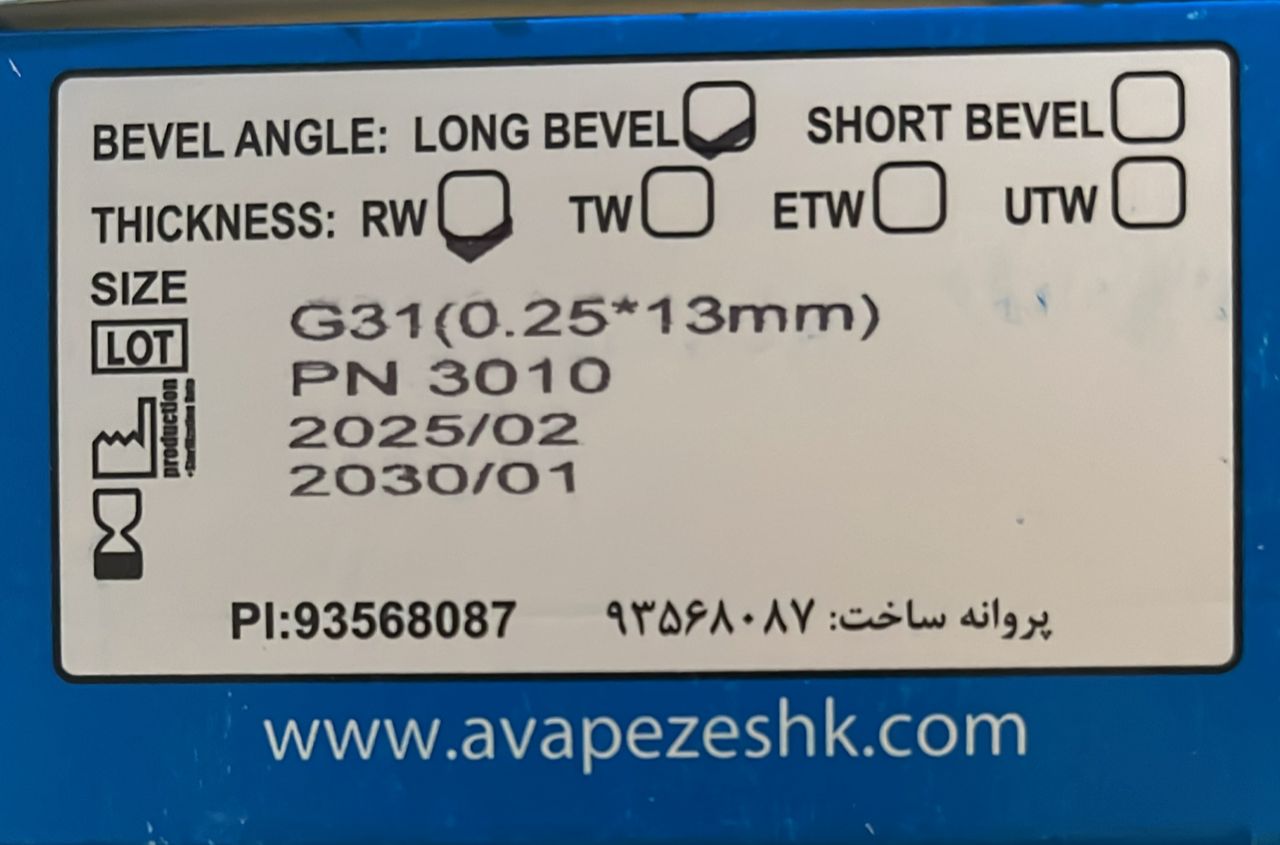 BEVEL ANGLE: LONG BEVEL SHORT BEVEL
THICKNESS: RW TW ETW UTW
SIZE G31(0.25*13mm)
LOT PN 3010
production 2025/02
2030/01
PI:93568087 پروانه ساخت: ۹۳۵۶۸۰۸۷
www.avapezeshk.com